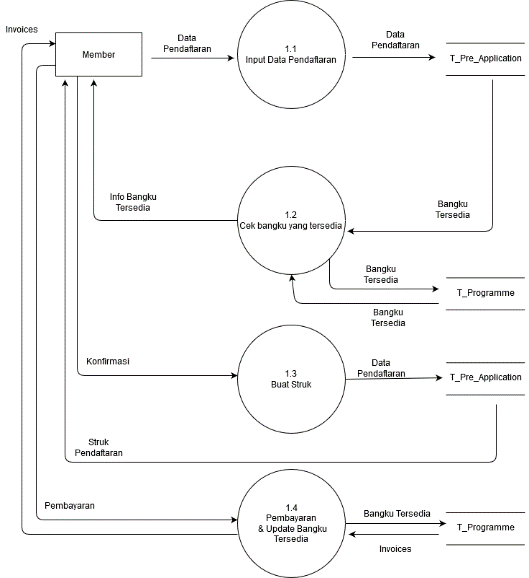 Invoices
Member
Data
Pendaftaran
1.1
Input Data Pendaftaran
Data
Pendaftaran
T_Pre_Application
Info Bangku
Tersedia
1.2
Cek bangku yang tersedia
Bangku
Tersedia
Bangku
Tersedia
T_Programme
Bangku
Tersedia
Konfirmasi
1.3
Buat Struk
Data
Pendaftaran
T_Pre_Application
Struk
Pendaftaran
Pembayaran
1.4
Pembayaran
& Update Bangku
Tersedia
Bangku Tersedia
T_Programme
Invoices